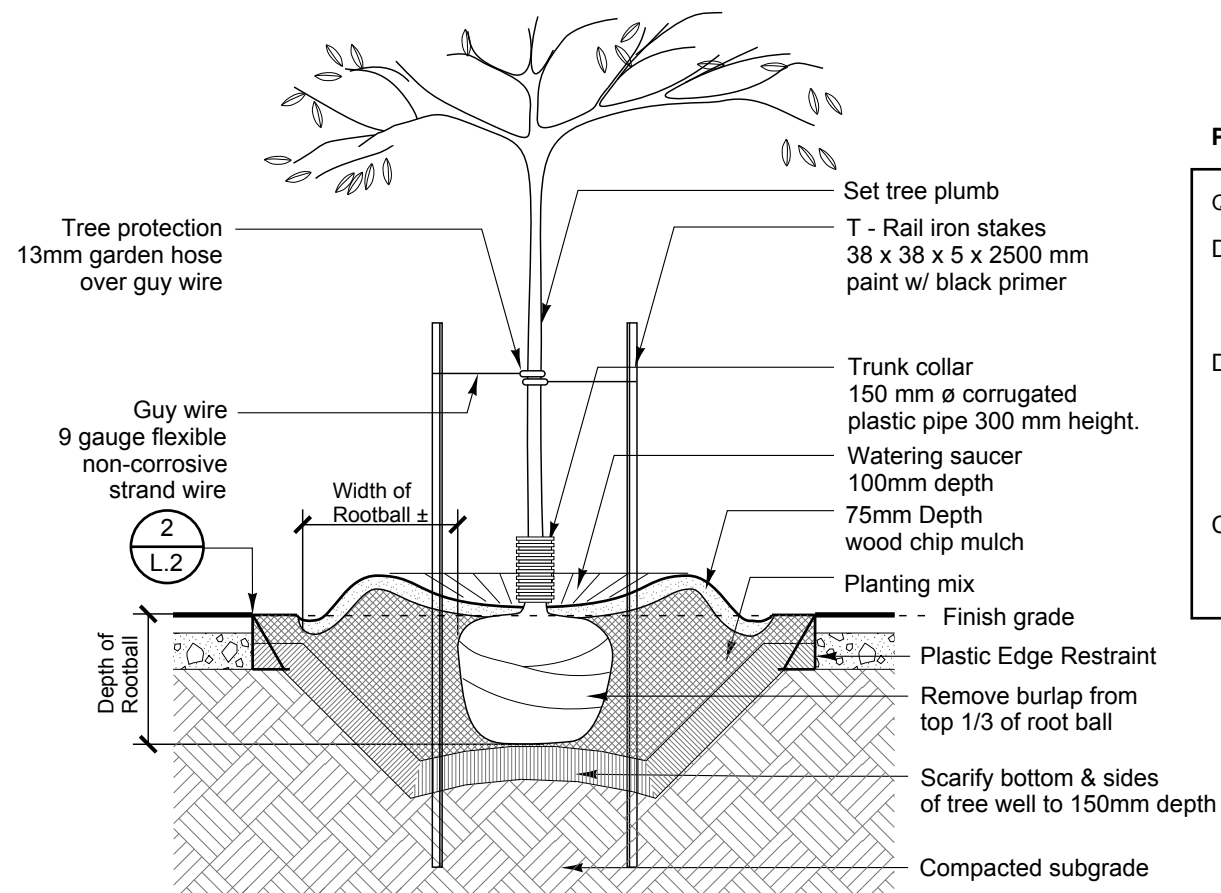 Tree protection
13mm garden hose
over guy wire
Guy wire
9 gauge flexible
non-corrosive
strand wire
2
L.2
Width of
Rootball ±
Depth of
Rootball
Set tree plumb
T - Rail iron stakes
38 x 38 x 5 x 2500 mm
paint w/ black primer
Trunk collar
150 mm ø corrugated
plastic pipe 300 mm height.
Watering saucer
100mm depth
75mm Depth
wood chip mulch
Planting mix
Finish grade
Plastic Edge Restraint
Remove burlap from
top 1/3 of root ball
Scarify bottom & sides
of tree well to 150mm depth
Compacted subgrade